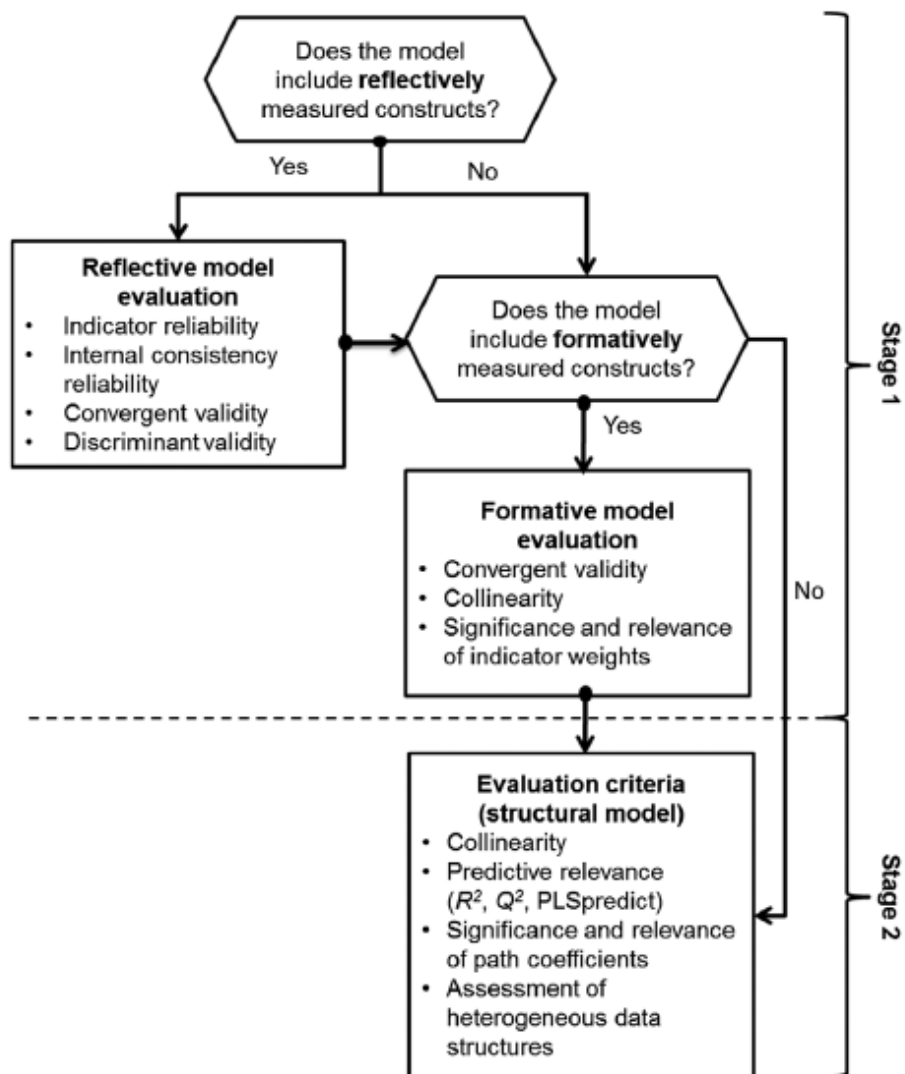 Does the model
include reflectively
measured constructs?
Yes
No
Reflective model
evaluation
• Indicator reliability
• Internal consistency
reliability
• Convergent validity
• Discriminant validity
Does the model
include formatively
measured constructs?
Yes
No
Formative model
evaluation
• Convergent validity
• Collinearity
• Significance and relevance
of indicator weights
Stage 1
Evaluation criteria
(structural model)
• Collinearity
• Predictive relevance
(R², Q², PLSpredict)
• Significance and relevance
of path coefficients
• Assessment of
heterogeneous data
structures
Stage 2